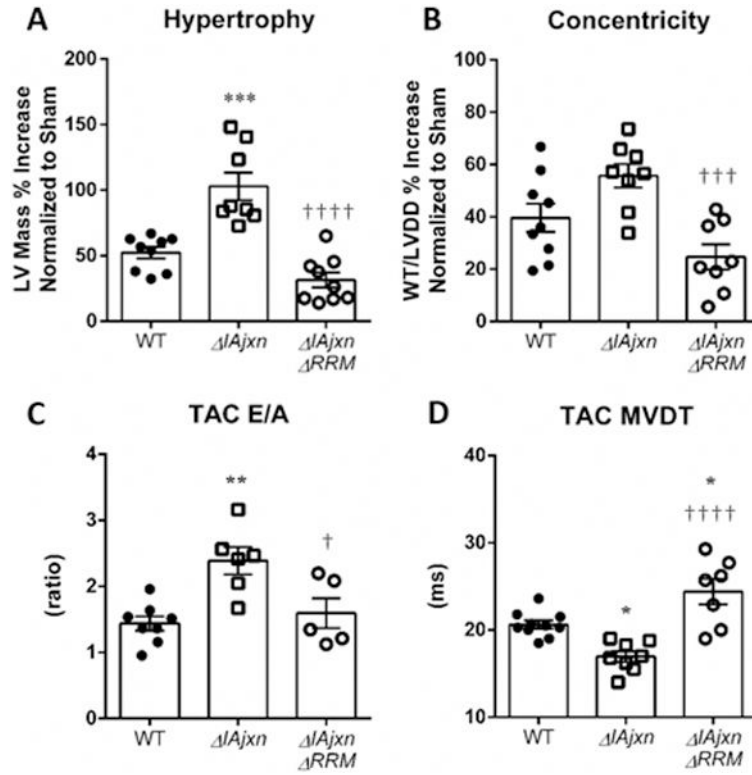 A
Hypertrophy
LV Mass % Increase
Normalized to Sham
200
150
100
50
0
***
††††
WT
ΔIAjxn
ΔIAjxn
ΔRRM
B
Concentricity
WT/LVDD % Increase
Normalized to Sham
100
80
60
40
20
0
†††
WT
ΔIAjxn
ΔIAjxn
ΔRRM
C
TAC E/A
(ratio)
4
3
2
1
0
**
†
WT
ΔIAjxn
ΔIAjxn
ΔRRM
D
TAC MVDT
(ms)
40
30
20
10
*
*
††††
WT
ΔIAjxn
ΔIAjxn
ΔRRM